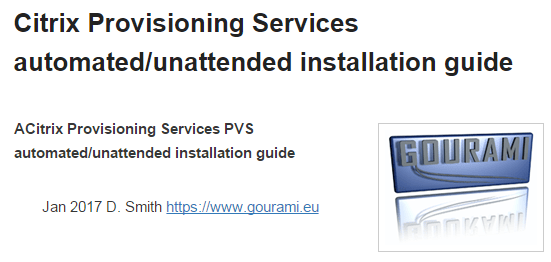 Citrix Provisioning Services
automated/unattended installation guide
ACitrix Provisioning Services PVS
automated/unattended installation guide
Jan 2017 D. Smith https://www.gourami.eu
GOURAMI